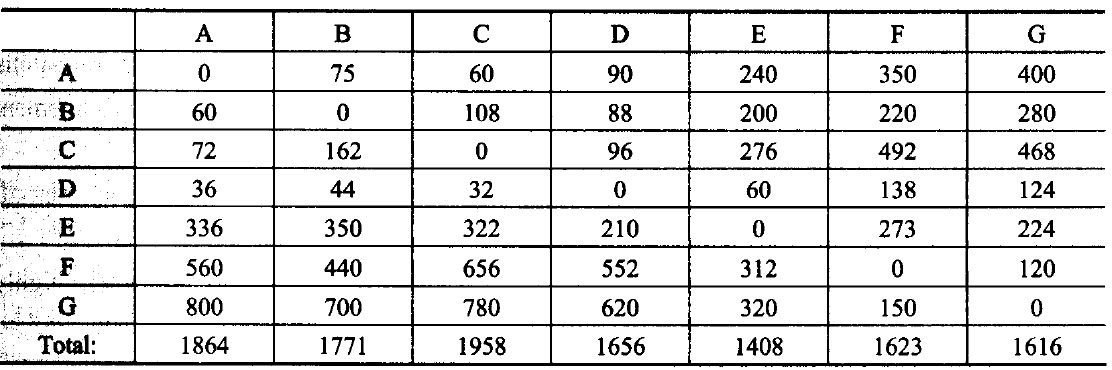 A B C D E F G
A 0 75 60 90 240 350 400
B 60 0 108 88 200 220 280
C 72 162 0 96 276 492 468
D 36 44 32 0 60 138 124
E 336 350 322 210 0 273 224
F 560 440 656 552 312 0 120
G 800 700 780 620 320 150 0
Total: 1864 1771 1958 1656 1408 1623 1616